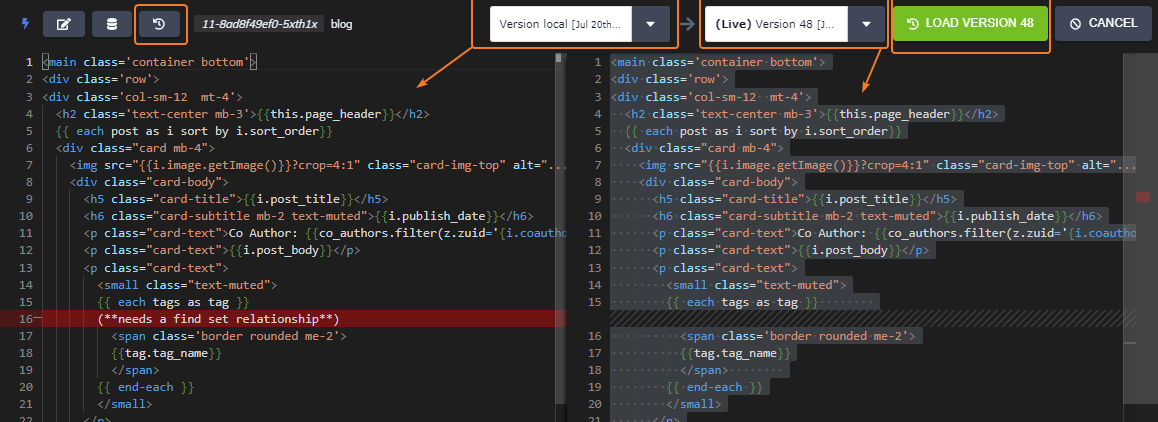 11-8ad8f49ef0-5xth1x blog Version local [Jul 20th... (Live) Version 48 [J... LOAD VERSION 48 CANCEL
1 <main class='container bottom'>
2 <div class='row'>
3 <div class='col-sm-12  mt-4'>
4 <h2 class='text-center mb-3'>{{this.page_header}}</h2>
5 {{ each post as i sort by i.sort_order}}
6 <div class="card mb-4">
7 <img src="{{i.image.getImage()}}?crop=4:1" class="card-img-top" alt="...
8 <div class="card-body">
9 <h5 class="card-title">{{i.post_title}}</h5>
10 <h6 class="card-subtitle mb-2 text-muted">{{i.publish_date}}</h6>
11 <p class="card-text">Co Author: {{co_authors.filter(z.zuid='{i.coautho
12 <p class="card-text">{{i.post_body}}</p>
13 <p class="card-text">
14 <small class="text-muted">
15 {{ each tags as tag }}
16 (**needs a find set relationship**)
17 <span class='border rounded me-2'>
18 {{tag.tag_name}}
19 </span>
20 {{ end-each }}
21 </small>
22 </p>
1 <main class='container bottom'>
2 <div class='row'>
3 <div class='col-sm-12  mt-4'>
4 <h2 class='text-center mb-3'>{{this.page_header}}</h2>
5 {{ each post as i sort by i.sort_order}}
6 <div class="card mb-4">
7 <img src="{{i.image.getImage()}}?crop=4:1" class="card-img-top" alt="...
8 <div class="card-body">
9 <h5 class="card-title">{{i.post_title}}</h5>
10 <h6 class="card-subtitle mb-2 text-muted">{{i.publish_date}}</h6>
11 <p class="card-text">Co Author: {{co_authors.filter(z.zuid='{i.coautho
12 <p class="card-text">{{i.post_body}}</p>
13 <p class="card-text">
14 <small class="text-muted">
15 {{ each tags as tag }}
16 <span class='border rounded me-2'>
17 {{tag.tag_name}}
18 </span>
19 {{ end-each }}
20 </small>
21 </p>